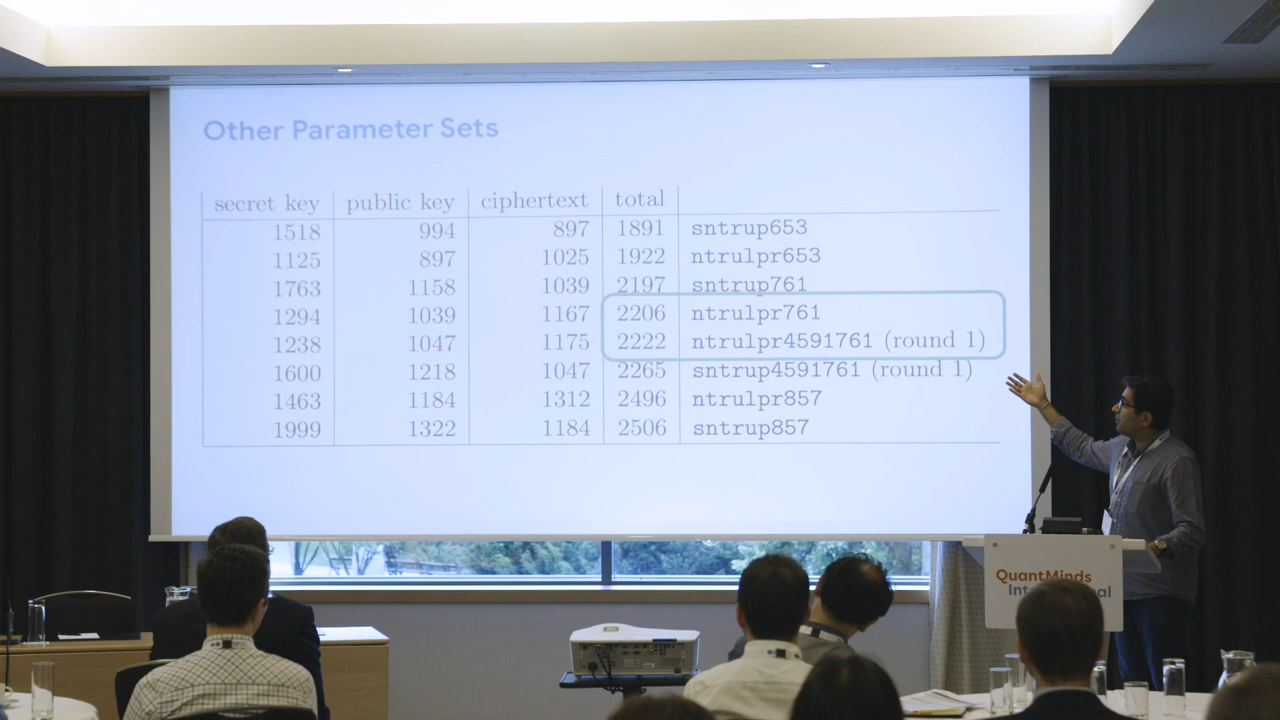 Other Parameter Sets
secret key public key ciphertext total
1518 994 897 1891 sntrup653
1125 897 1025 1922 ntrulpr653
1763 1158 1039 2197 sntrup761
1294 1039 1167 2206 ntrulpr761
1238 1047 1175 2222 ntrulpr4591761 (round 1)
1600 1218 1047 2265 sntrup4591761 (round 1)
1463 1184 1312 2496 ntrulpr857
1999 1322 1184 2506 sntrup857
QuantMinds